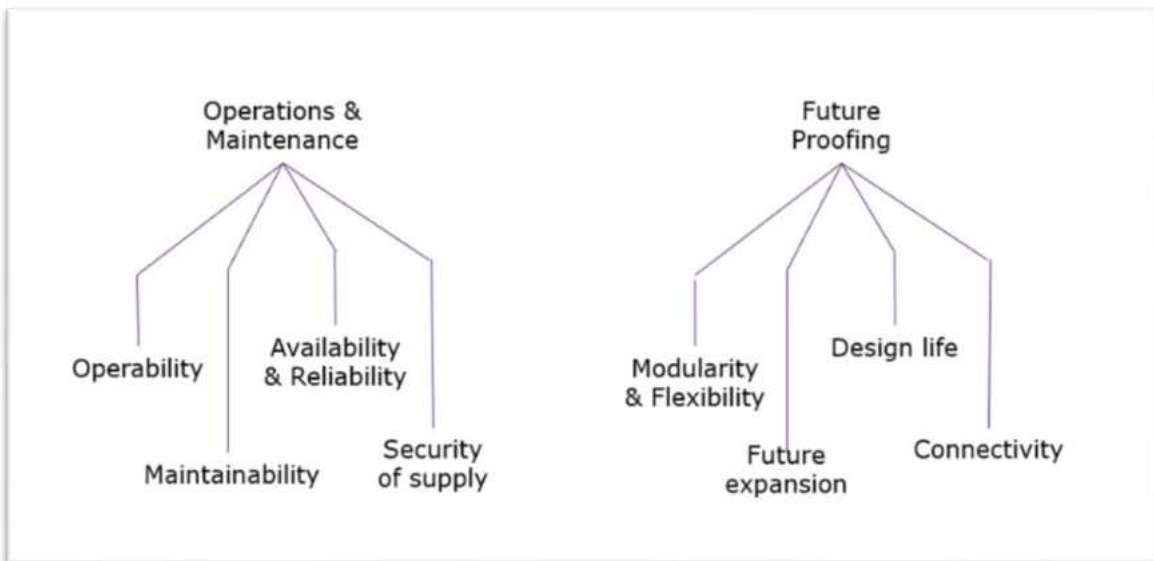 Operations &
Maintenance
Operability
Maintainability
Availability
& Reliability
Security
of supply
Future
Proofing
Modularity
& Flexibility
Future
expansion
Design life
Connectivity